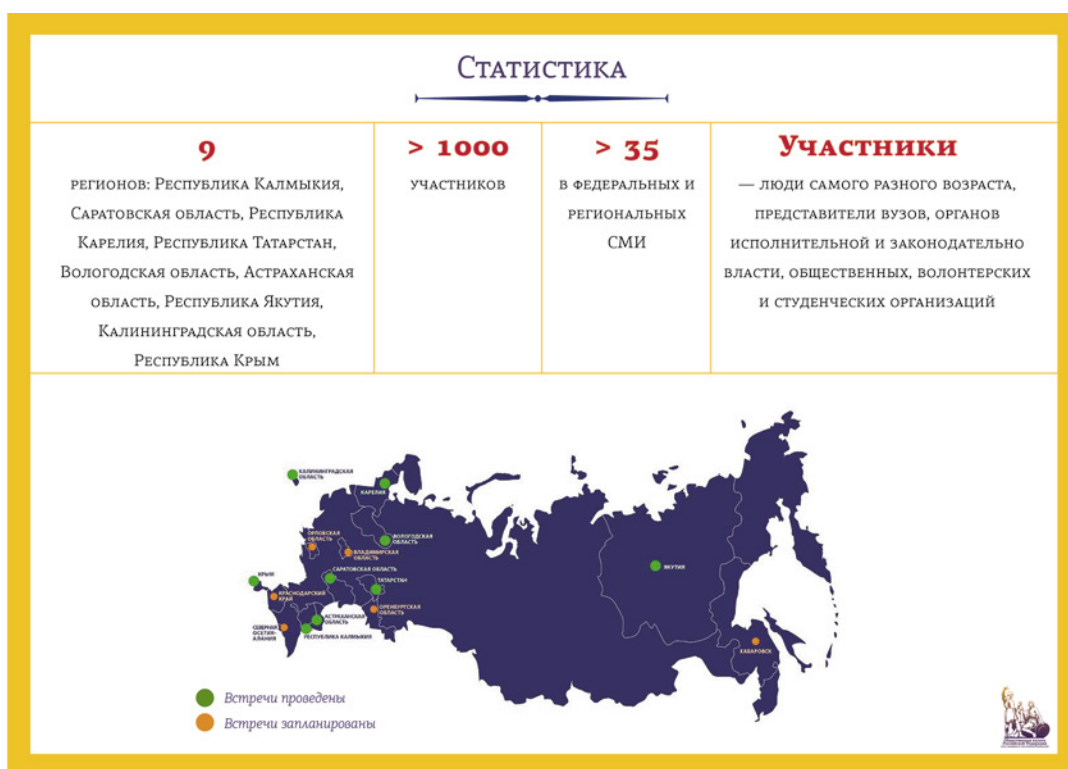 Статистика
9
регионов: Республика Калмыкия,
Саратовская область, Республика
Карелия, Республика Татарстан,
Вологодская область, Астраханская
область, Республика Якутия,
Калининградская область,
Республика Крым
> 1000
участников
> 35
в федеральных и
региональных
СМИ
Участники
— люди самого разного возраста,
представители вузов, органов
исполнительной и законодательно
власти, общественных, волонтерских
и студенческих организаций
КАЛИНИНГРАДСКАЯ
ОБЛАСТЬ
КАРЕЛИЯ
ОРЛОВСКАЯ
ОБЛАСТЬ
ВОЛОГОДСКАЯ
ОБЛАСТЬ
ВЛАДИМИРСКАЯ
ОБЛАСТЬ
САРАТОВСКАЯ ОБЛАСТЬ
КРЫМ
ТАТАРСТАН
ЯКУТИЯ
КРАСНОДАРСКИЙ
КРАЙ
ОРЕНБУРГСКАЯ
ОБЛАСТЬ
АСТРАХАНСКАЯ
ОБЛАСТЬ
СЕВЕРНАЯ
ОСЕТИЯ-
АЛАНИЯ
РЕСПУБЛИКА КАЛМЫКИЯ
ХАБАРОВСК
Встречи проведены
Встречи запланированы